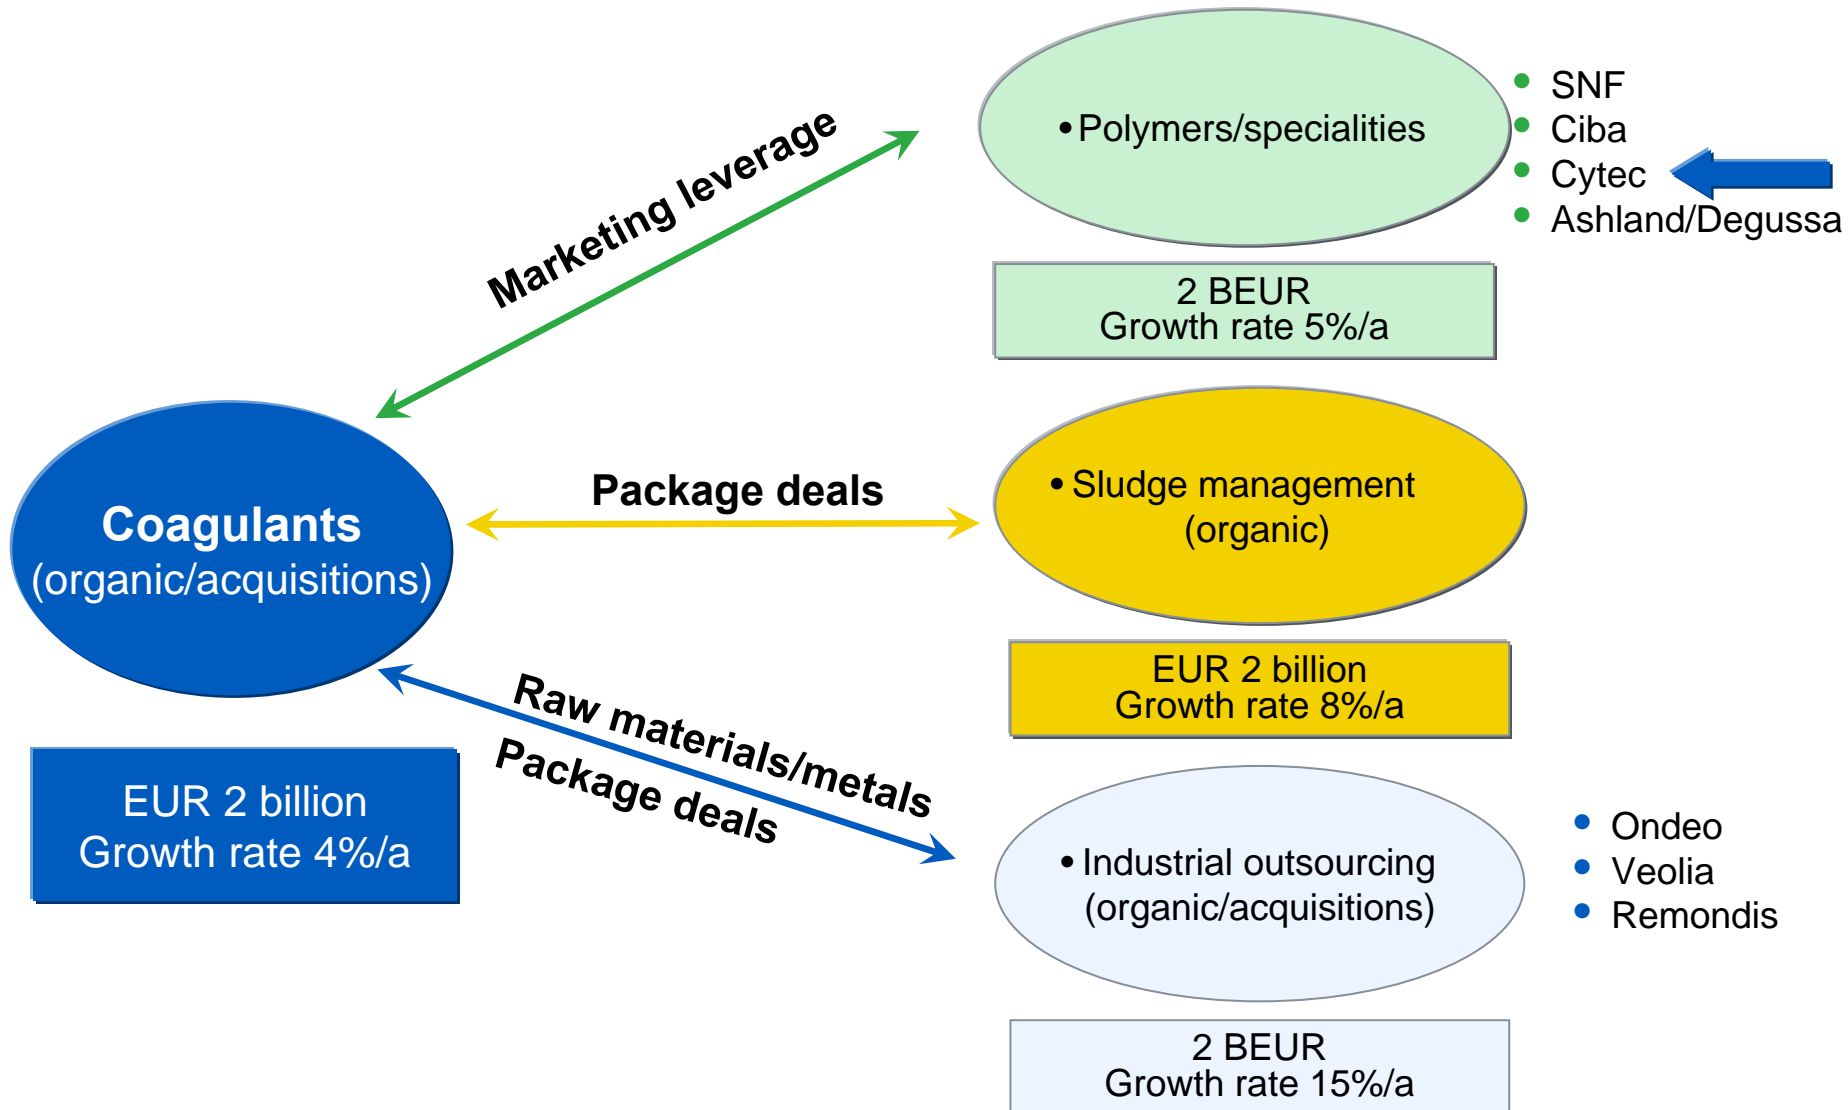 • Polymers/specialities
• SNF
• Ciba
• Cytec
• Ashland/Degussa
2 BEUR
Growth rate 5%/a
Marketing leverage
Coagulants
(organic/acquisitions)
EUR 2 billion
Growth rate 4%/a
Package deals
• Sludge management
(organic)
EUR 2 billion
Growth rate 8%/a
Raw materials/metals
Package deals
• Industrial outsourcing
(organic/acquisitions)
• Ondeo
• Veolia
• Remondis
2 BEUR
Growth rate 15%/a